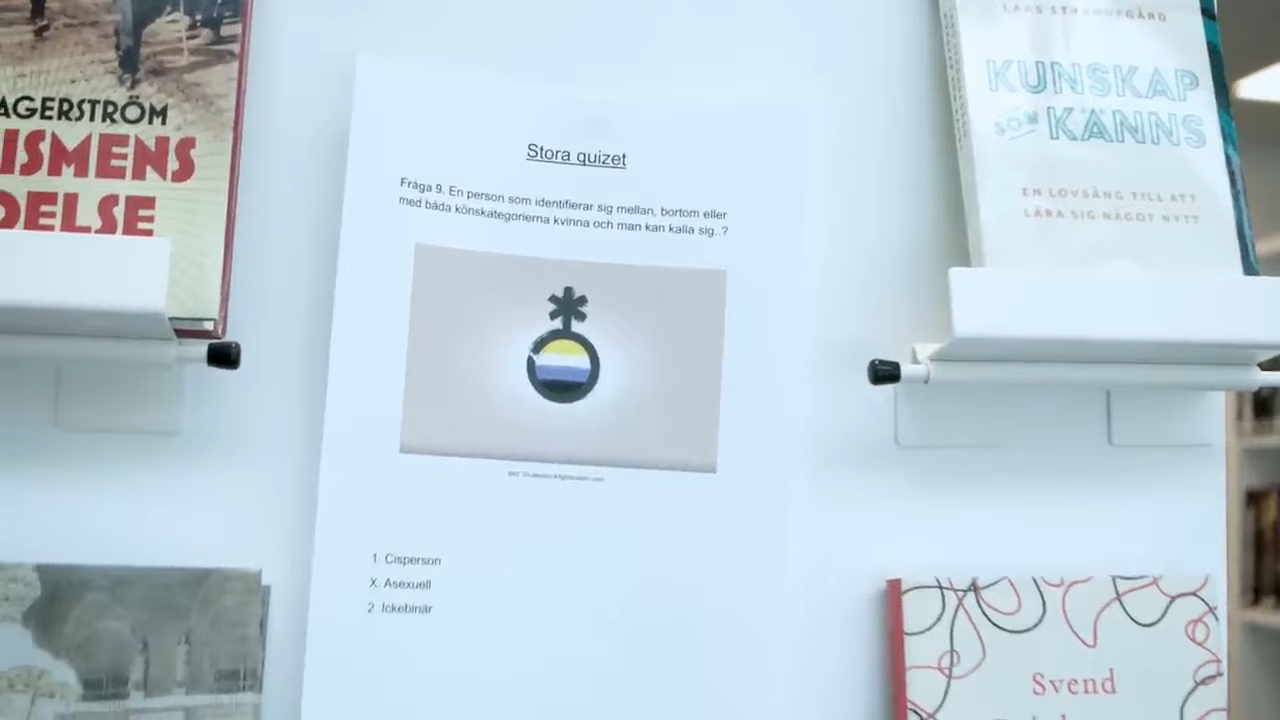 AGERSTRÖM
ISMENS
DELSE
Stora quizet
Fråga 9. En person som identifierar sig mellan, bortom eller
med båda könskategorierna kvinna och man kan kalla sig..?
1. Cisperson
X. Asexuell
2. Ickebinär
KUNSKAP
SOM KÄNNS
EN LOVSÅNG TILL ATT
LÄRA SIG NÅGOT NYTT
Svend